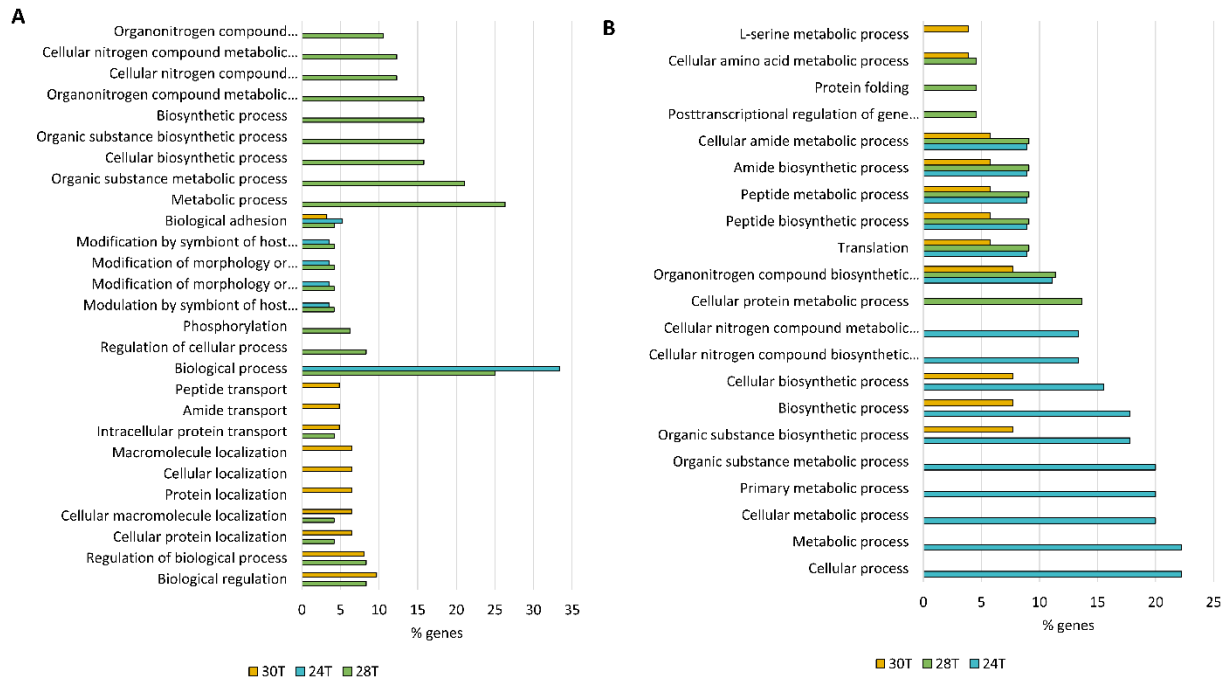 A
Organonitrogen compound...
Cellular nitrogen compound metabolic...
Cellular nitrogen compound...
Organonitrogen compound metabolic...
Biosynthetic process
Organic substance biosynthetic process
Cellular biosynthetic process
Organic substance metabolic process
Metabolic process
Biological adhesion
Modification by symbiont of host...
Modification of morphology or...
Modification of morphology or...
Modulation by symbiont of host...
Phosphorylation
Regulation of cellular process
Biological process
Peptide transport
Amide transport
Intracellular protein transport
Macromolecule localization
Cellular localization
Protein localization
Cellular macromolecule localization
Cellular protein localization
Regulation of biological process
Biological regulation
0 5 10 15 20 25 30 35
% genes
30T 24T 28T
B
L-serine metabolic process
Cellular amino acid metabolic process
Protein folding
Posttranscriptional regulation of gene...
Cellular amide metabolic process
Amide biosynthetic process
Peptide metabolic process
Peptide biosynthetic process
Translation
Organonitrogen compound biosynthetic...
Cellular protein metabolic process
Cellular nitrogen compound metabolic...
Cellular nitrogen compound biosynthetic...
Cellular biosynthetic process
Biosynthetic process
Organic substance biosynthetic process
Organic substance metabolic process
Primary metabolic process
Cellular metabolic process
Metabolic process
Cellular process
0 5 10 15 20 25
% genes
30T 28T 24T